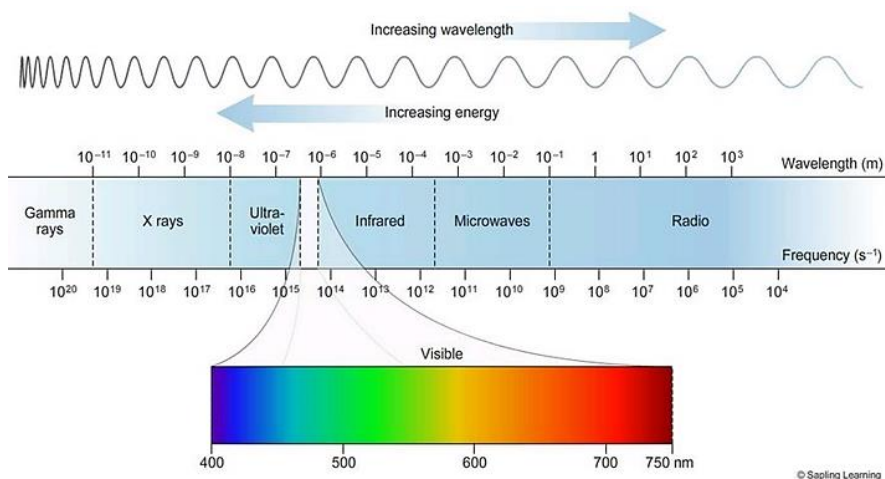 Increasing wavelength
Increasing energy
10⁻¹¹ 10⁻¹⁰ 10⁻⁹ 10⁻⁸ 10⁻⁷ 10⁻⁶ 10⁻⁵ 10⁻⁴ 10⁻³ 10⁻² 10⁻¹ 1 10¹ 10² 10³ Wavelength (m)
Gamma rays
X rays
Ultra-
violet
Infrared
Microwaves
Radio
Frequency (s⁻¹)
10²⁰ 10¹⁹ 10¹⁸ 10¹⁷ 10¹⁶ 10¹⁵ 10¹⁴ 10¹³ 10¹² 10¹¹ 10¹⁰ 10⁹ 10⁸ 10⁷ 10⁶ 10⁵ 10⁴
Visible
400 500 600 700 750 nm
© Sapling Learning